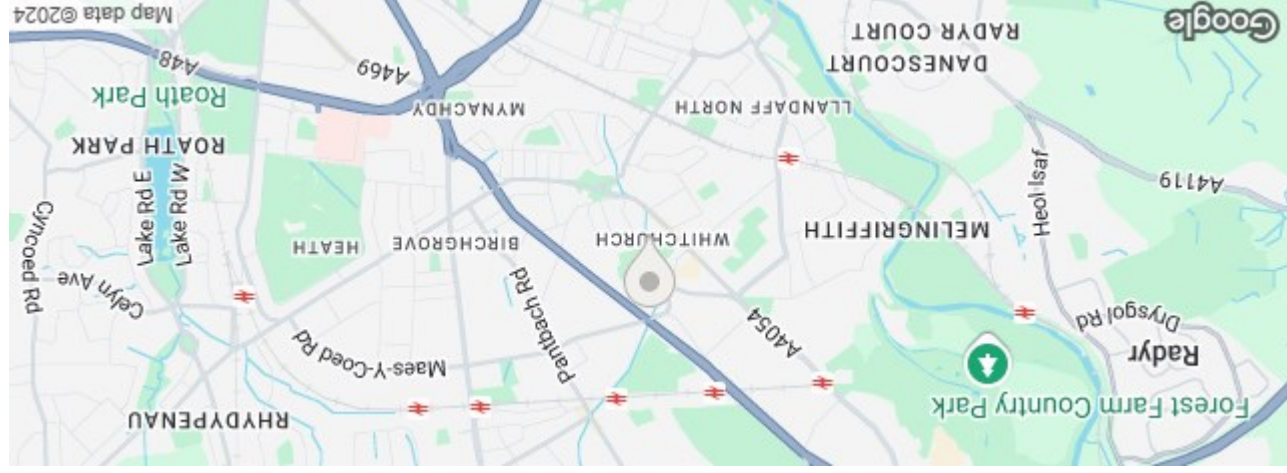 RHYDYPENAU
Forest Farm Country Park
Radyr
Maes-Y-Coed Rd
Drysgol Rd
A4054
Pantbach Rd
Celyn Ave
Cyncoed Rd
MELINGRIFFITH
WHITCHURCH
BIRCHGROVE
HEATH
Heol Isaf
Lake Rd W
Lake Rd E
A4119
ROATH PARK
LLANDAFF NORTH
MYNACHDY
Roath Park
A469
A48
DANESCOURT
RADYR COURT
Google
Map data ©2024